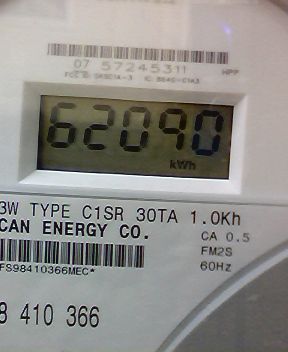 07 57245311
62090
kWh
3W TYPE C1SR 30TA 1.0Kh
CAN ENERGY CO.
CA 0.5
FM2S
FS98410366MEC*
60Hz
8 410 366